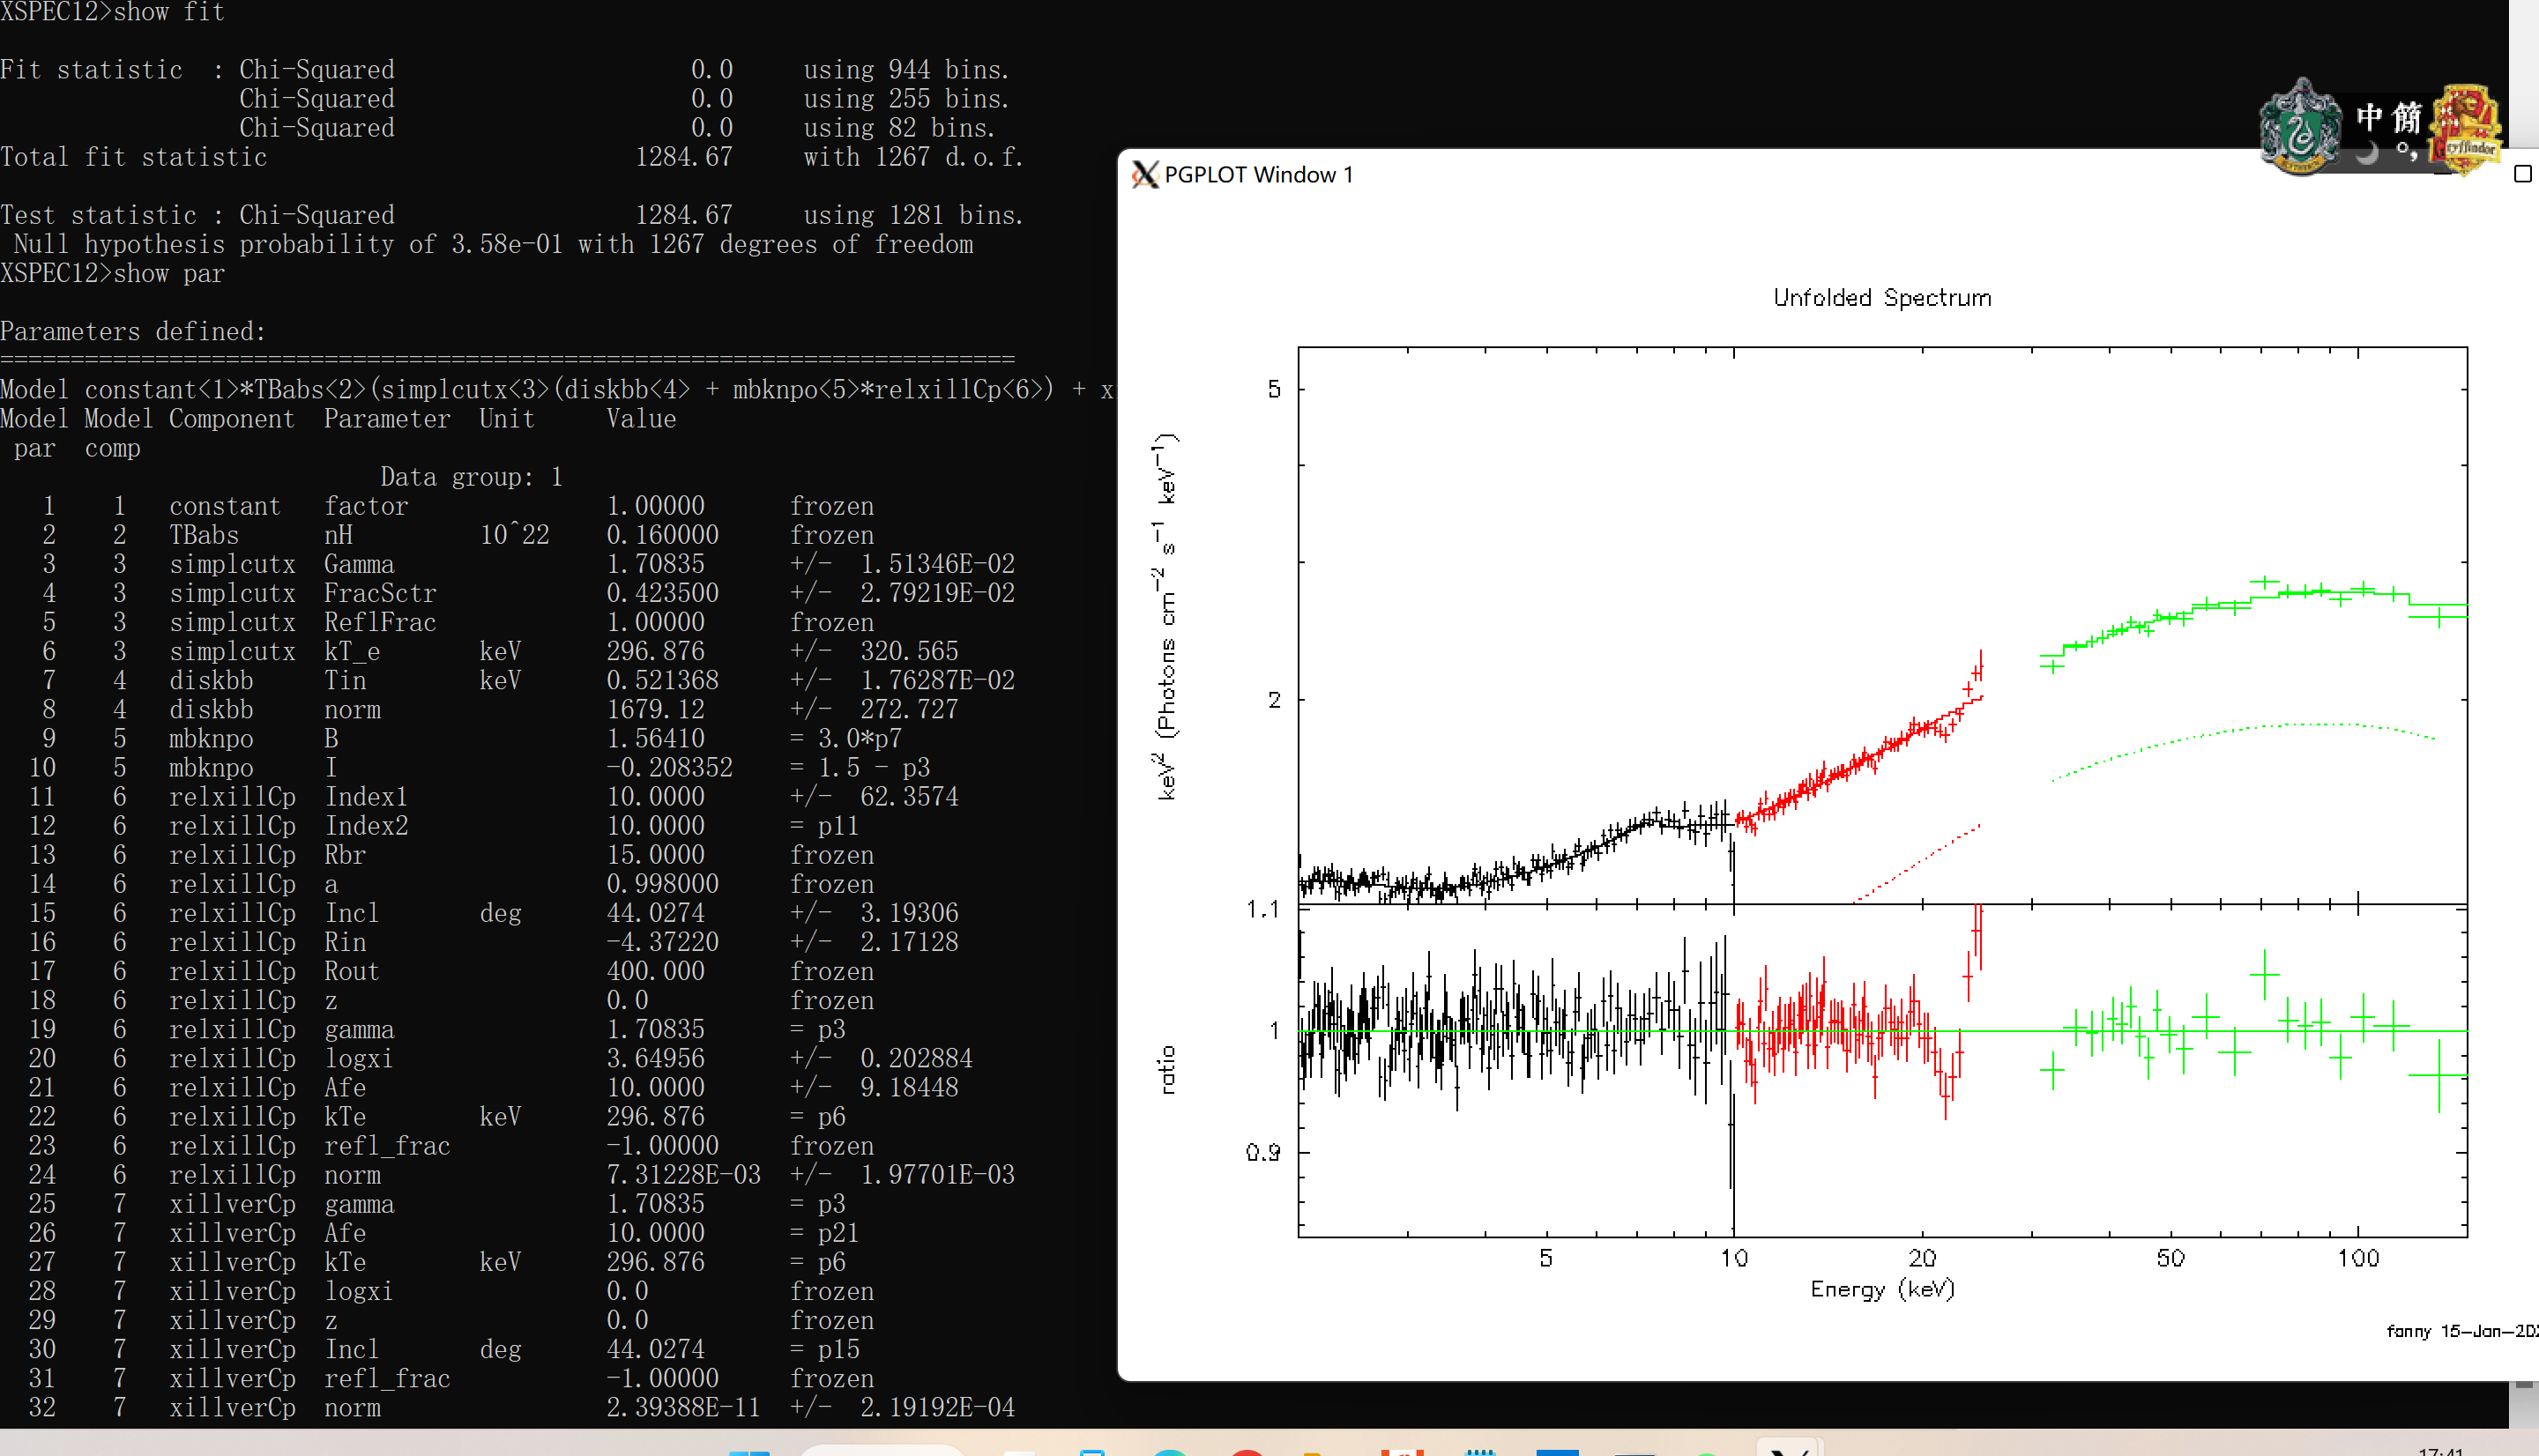 XSPEC12>show fit
Fit statistic  : Chi-Squared                     0.0     using 944 bins.
                 Chi-Squared                     0.0     using 255 bins.
                 Chi-Squared                     0.0     using 82 bins.
Total fit statistic                          1284.67     with 1267 d.o.f.
Test statistic : Chi-Squared                 1284.67     using 1281 bins.
 Null hypothesis probability of 3.58e-01 with 1267 degrees of freedom
XSPEC12>show par
Parameters defined:
========================================================================
Model constant<1>*TBabs<2>(simplcutx<3>(diskbb<4> + mbknpo<5>*relxillCp<6>) + x
Model Model Component  Parameter  Unit     Value
 par  comp
                           Data group: 1
   1    1   constant   factor              1.00000      frozen
   2    2   TBabs      nH         10^22    0.160000     frozen
   3    3   simplcutx  Gamma               1.70835      +/-  1.51346E-02
   4    3   simplcutx  FracSctr            0.423500     +/-  2.79219E-02
   5    3   simplcutx  ReflFrac            1.00000      frozen
   6    3   simplcutx  kT_e       keV      296.876      +/-  320.565
   7    4   diskbb     Tin        keV      0.521368     +/-  1.76287E-02
   8    4   diskbb     norm                1679.12      +/-  272.727
   9    5   mbknpo     B                   1.56410      = 3.0*p7
  10    5   mbknpo     I                   -0.208352    = 1.5 - p3
  11    6   relxillCp  Index1              10.0000      +/-  62.3574
  12    6   relxillCp  Index2              10.0000      = p11
  13    6   relxillCp  Rbr                 15.0000      frozen
  14    6   relxillCp  a                   0.998000     frozen
  15    6   relxillCp  Incl       deg      44.0274      +/-  3.19306
  16    6   relxillCp  Rin                 -4.37220     +/-  2.17128
  17    6   relxillCp  Rout                400.000      frozen
  18    6   relxillCp  z                   0.0          frozen
  19    6   relxillCp  gamma               1.70835      = p3
  20    6   relxillCp  logxi               3.64956      +/-  0.202884
  21    6   relxillCp  Afe                 10.0000      +/-  9.18448
  22    6   relxillCp  kTe        keV      296.876      = p6
  23    6   relxillCp  refl_frac           -1.00000     frozen
  24    6   relxillCp  norm                7.31228E-03  +/-  1.97701E-03
  25    7   xillverCp  gamma               1.70835      = p3
  26    7   xillverCp  Afe                 10.0000      = p21
  27    7   xillverCp  kTe        keV      296.876      = p6
  28    7   xillverCp  logxi               0.0          frozen
  29    7   xillverCp  z                   0.0          frozen
  30    7   xillverCp  Incl       deg      44.0274      = p15
  31    7   xillverCp  refl_frac           -1.00000     frozen
  32    7   xillverCp  norm                2.39388E-11  +/-  2.19192E-04
中 简
Gryffindor
PGPLOT Window 1
Unfolded Spectrum
keV² (Photons cm⁻² s⁻¹ keV⁻¹)
5
2
1.1
1
0.9
ratio
5 10 20 50 100
Energy (keV)
fanny 15-Jan-202
17:41